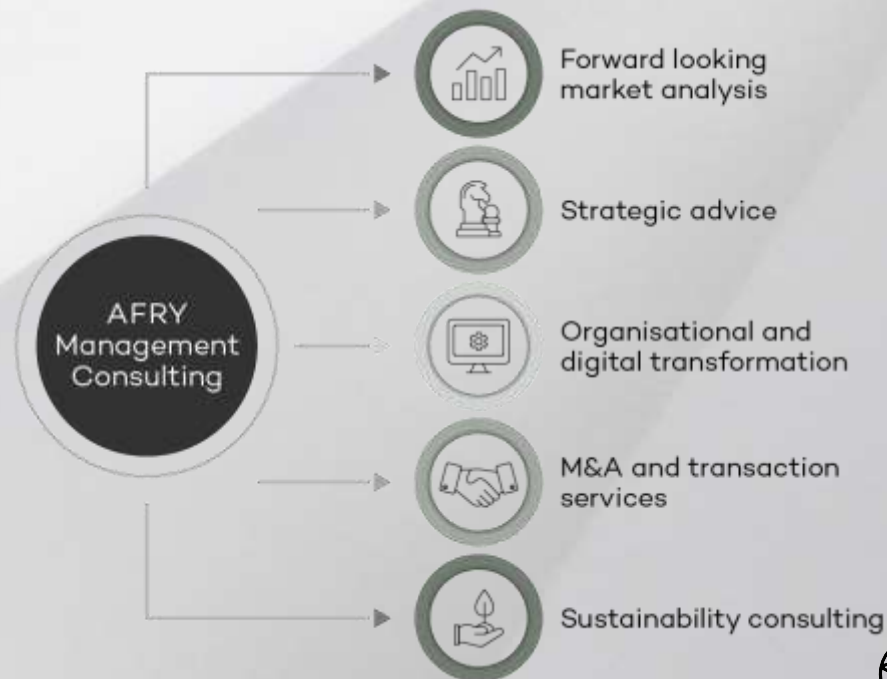 AFRY
Management
Consulting
Forward looking
market analysis
Strategic advice
Organisational and
digital transformation
M&A and transaction
services
Sustainability consulting